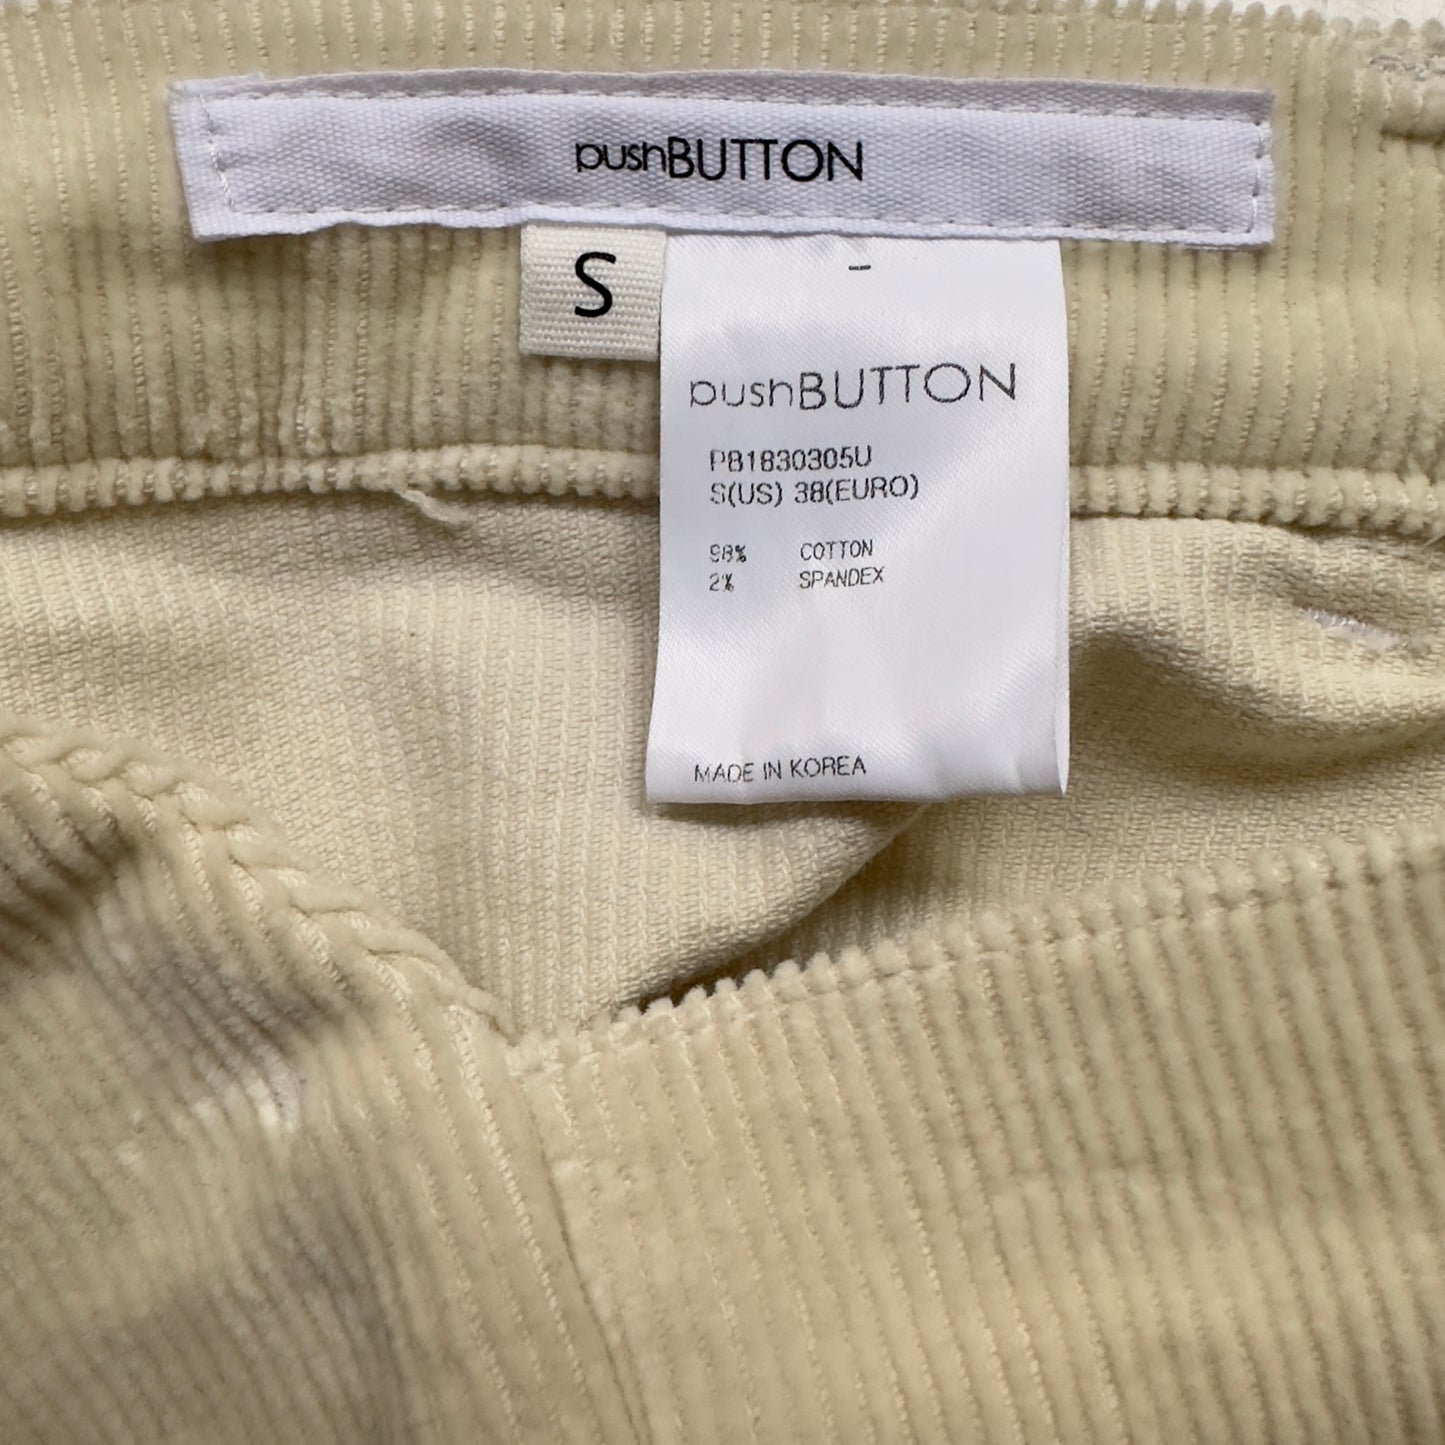 pushBUTTON
S
-
pushBUTTON
PB1830305U
S(US) 38(EURO)
98% COTTON
2% SPANDEX
MADE IN KOREA